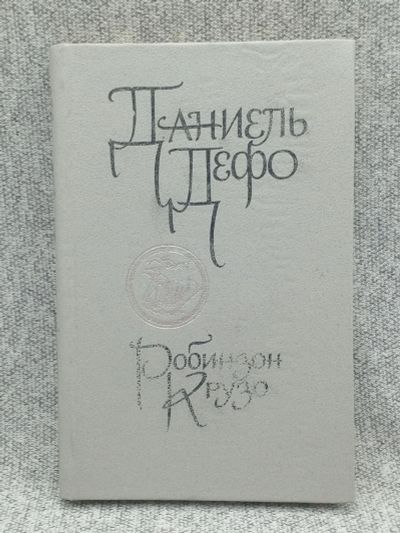 Даниель
Дефо
Робинзон
Крузо